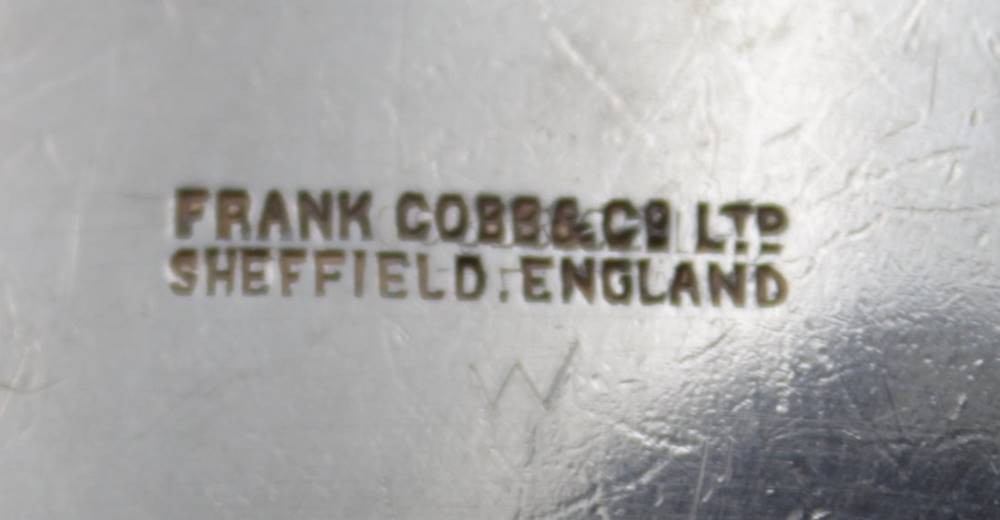 FRANK COBB & Cº LTD
SHEFFIELD. ENGLAND
W